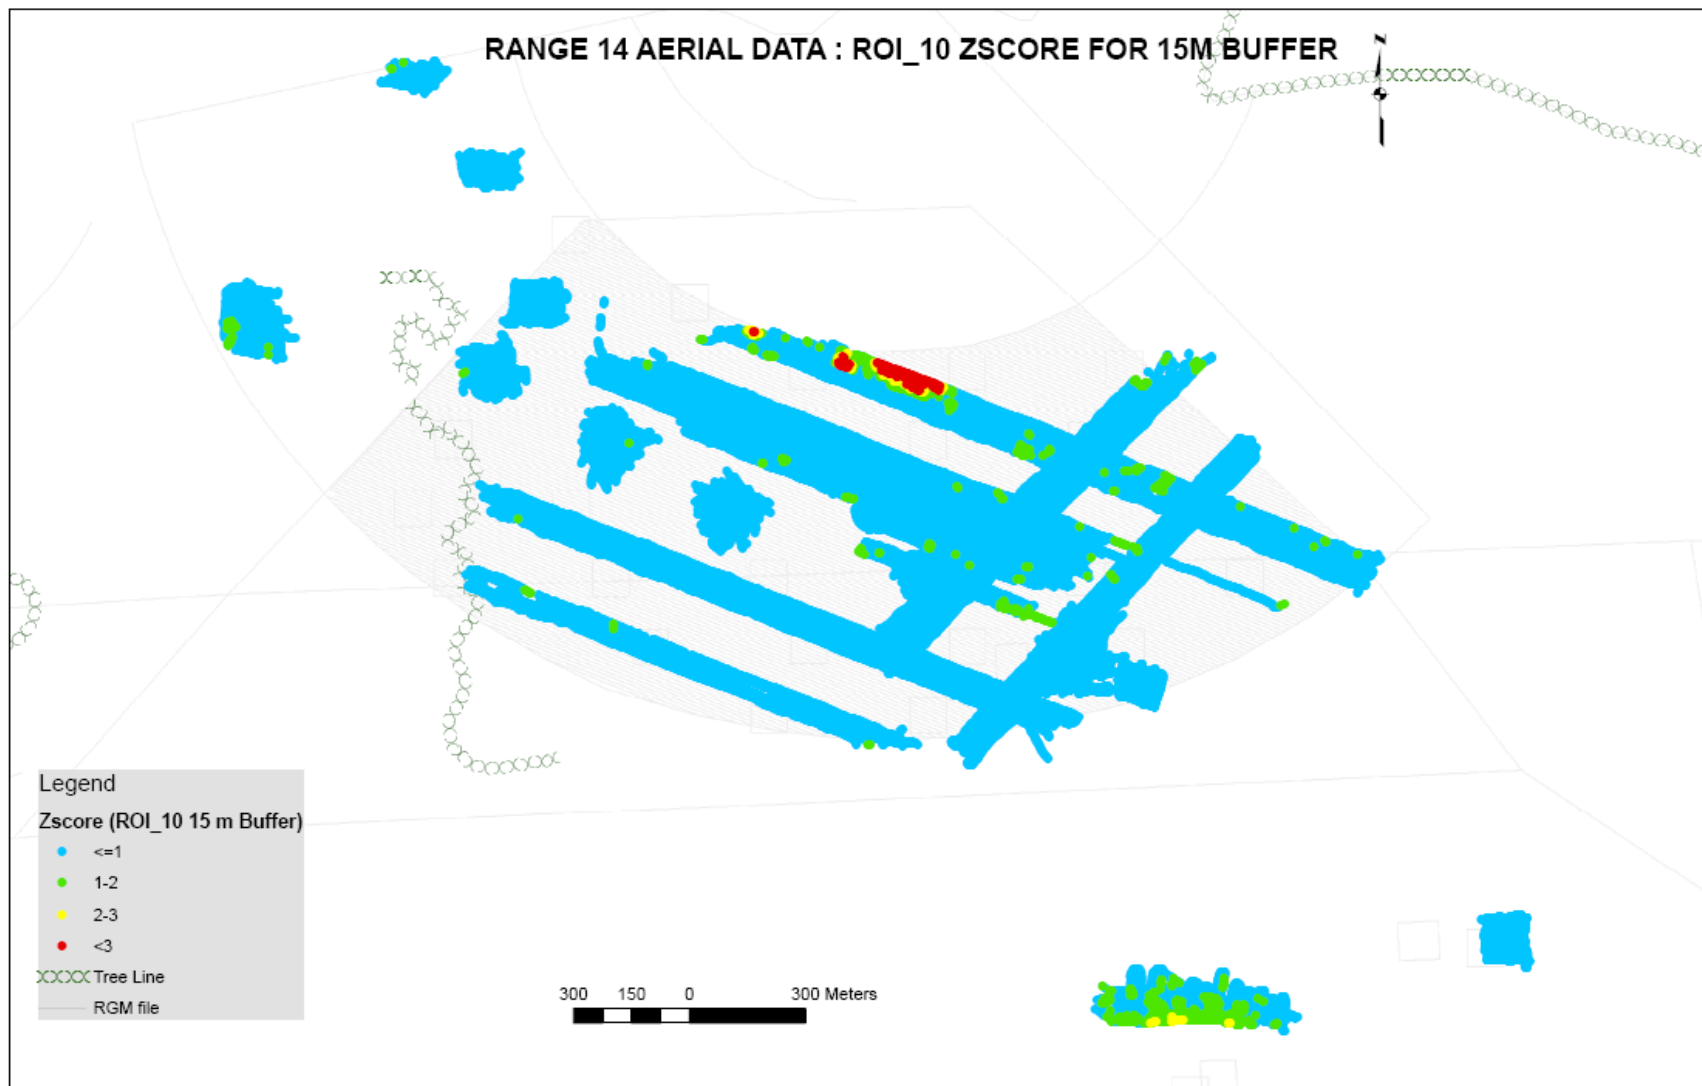 RANGE 14 AERIAL DATA : ROI_10 ZSCORE FOR 15M BUFFER
N
Legend
Zscore (ROI_10 15 m Buffer)
<=1
1-2
2-3
<3
Tree Line
RGM file
300 150 0 300 Meters